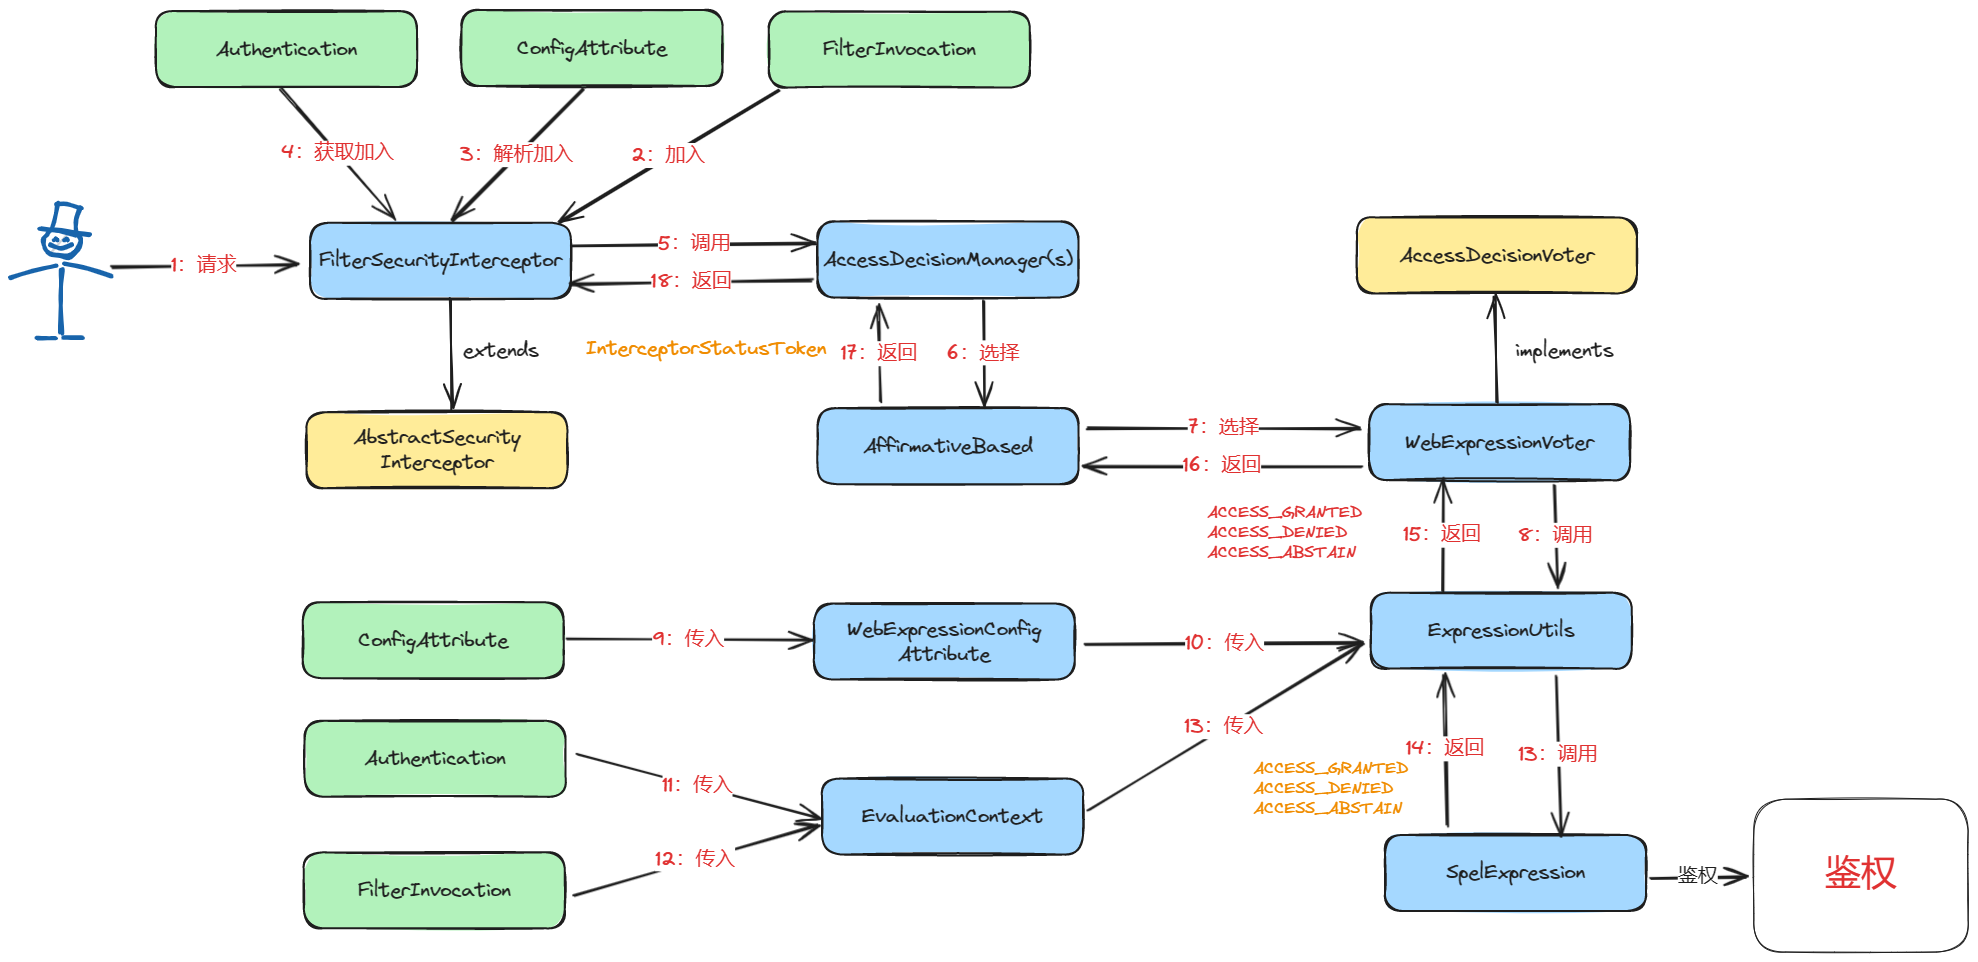 Authentication
ConfigAttribute
FilterInvocation
4：获取加入
3：解析加入
2：加入
1：请求
FilterSecurityInterceptor
5：调用
18：返回
AccessDecisionManager(s)
AccessDecisionVoter
extends
InterceptorStatusToken
17：返回
6：选择
implements
AbstractSecurity
Interceptor
AffirmativeBased
7：选择
16：返回
WebExpressionVoter
ACCESS_GRANTED
ACCESS_DENIED
ACCESS_ABSTAIN
15：返回
8：调用
ConfigAttribute
9：传入
WebExpressionConfig
Attribute
10：传入
ExpressionUtils
Authentication
11：传入
13：传入
14：返回
13：调用
ACCESS_GRANTED
ACCESS_DENIED
ACCESS_ABSTAIN
EvaluationContext
12：传入
FilterInvocation
SpelExpression
鉴权
鉴权